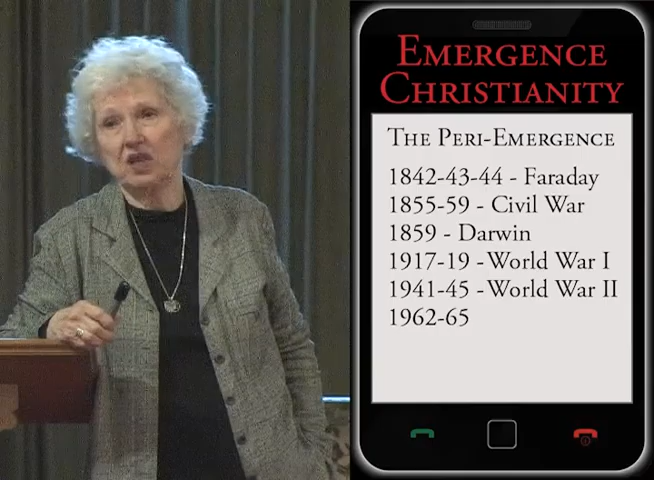 EMERGENCE
CHRISTIANITY
THE PERI-EMERGENCE
1842-43-44 - Faraday
1855-59 - Civil War
1859 - Darwin
1917-19 - World War I
1941-45 - World War II
1962-65